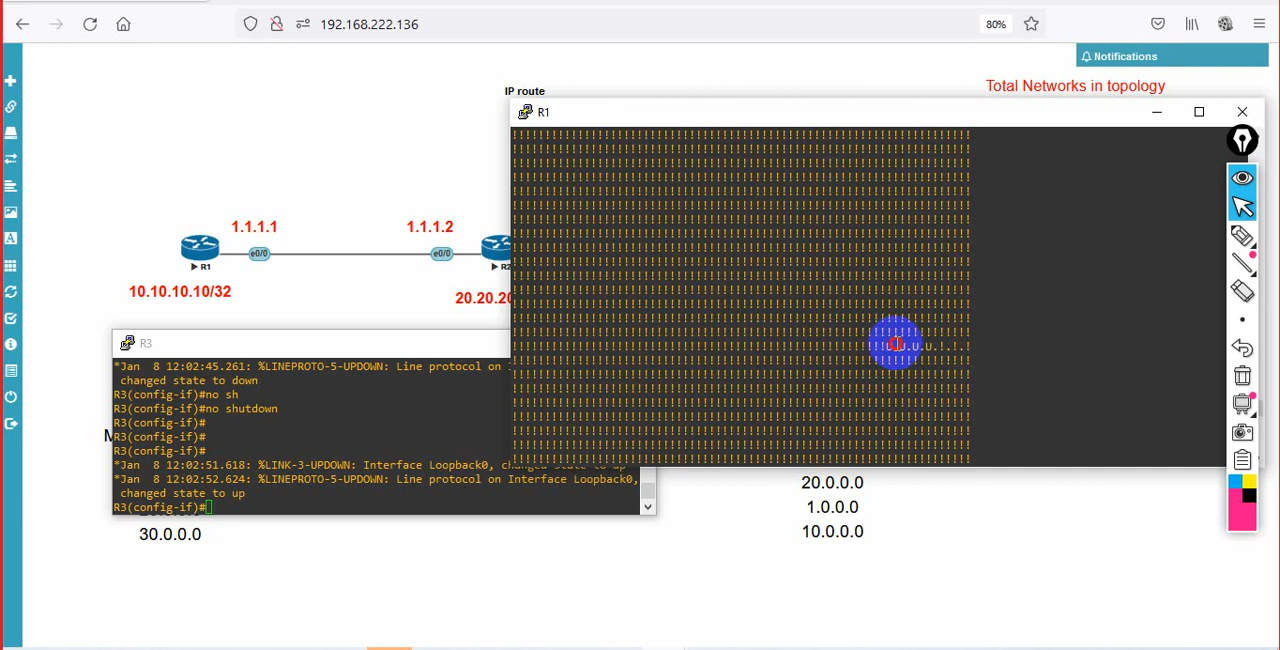 192.168.222.136
80%
Notifications
IP route
Total Networks in topology
R1
1.1.1.1
1.1.1.2
e0/0
e0/0
R1
10.10.10.10/32
20.20.20
R3
*Jan  8 12:02:45.261: %LINEPROTO-5-UPDOWN: Line protocol on
changed state to down
R3(config-if)#no sh
R3(config-if)#no shutdown
R3(config-if)#
R3(config-if)#
R3(config-if)#
*Jan  8 12:02:51.618: %LINK-3-UPDOWN: Interface Loopback0, changed state to up
*Jan  8 12:02:52.624: %LINEPROTO-5-UPDOWN: Line protocol on Interface Loopback0,
changed state to up
R3(config-if)#
30.0.0.0
20.0.0.0
1.0.0.0
10.0.0.0